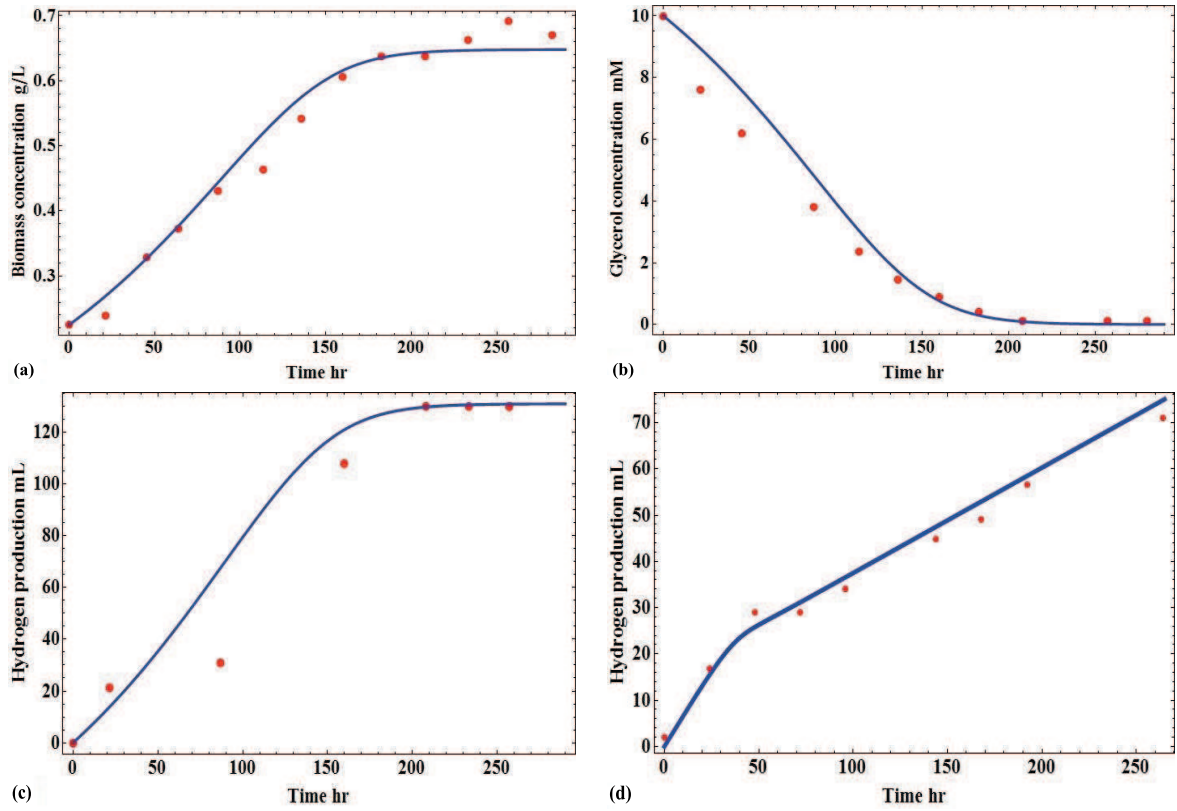 Biomass concentration g/L
0.7
0.6
0.5
0.4
0.3
0 50 100 150 200 250
Time hr
(a)
Glycerol concentration mM
10
8
6
4
2
0
0 50 100 150 200 250
Time hr
(b)
Hydrogen production mL
120
100
80
60
40
20
0
0 50 100 150 200 250
Time hr
(c)
Hydrogen production mL
70
60
50
40
30
20
10
0
0 50 100 150 200 250
Time hr
(d)